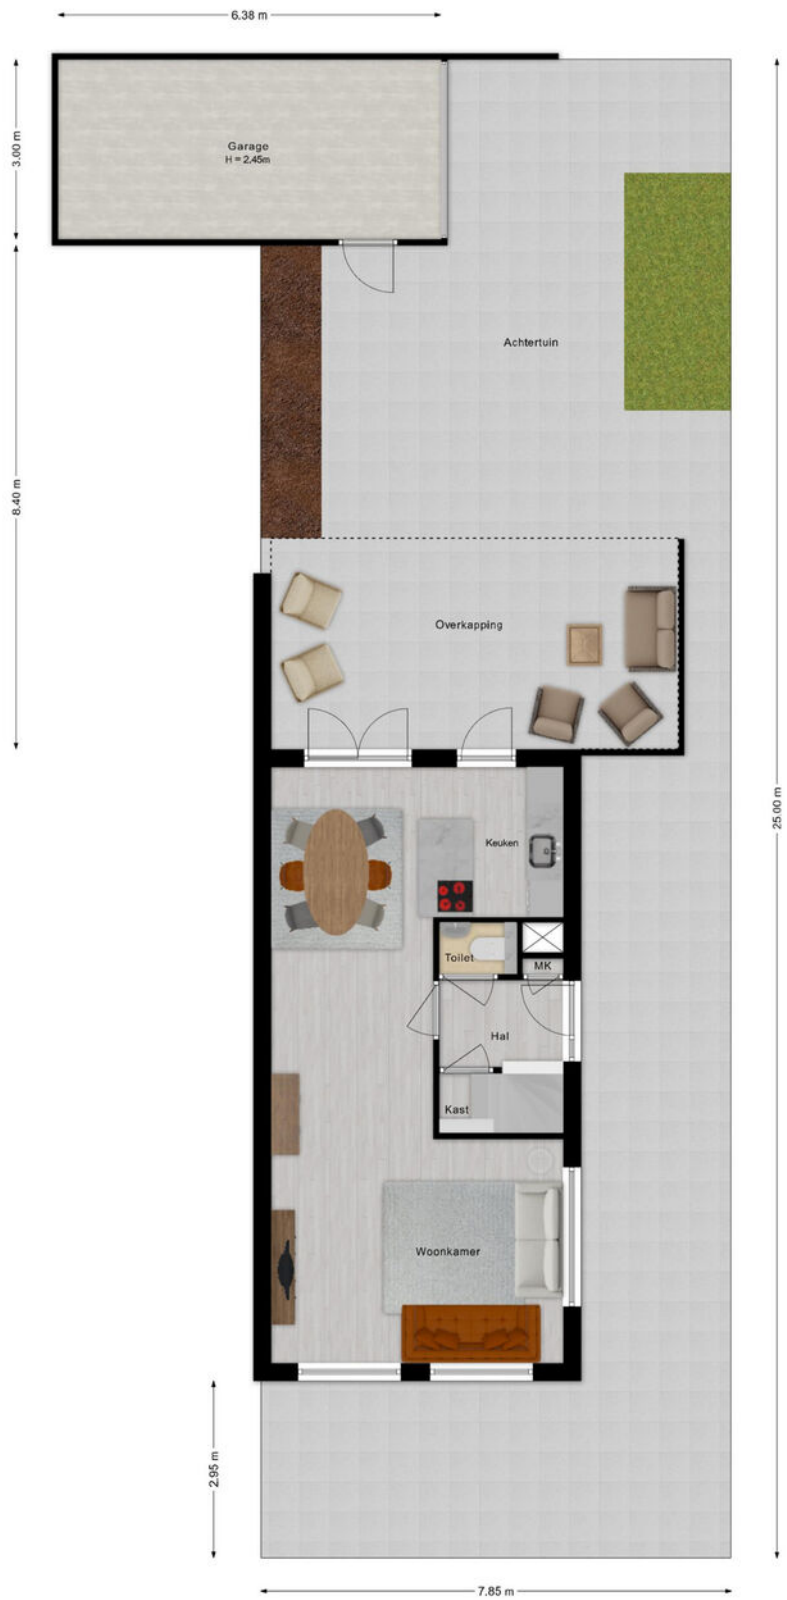 6.38 m
3.00 m
Garage
H = 2.45m
Achtertuin
8.40 m
Overkapping
25.00 m
Keuken
Toilet
MK
Hal
Kast
Woonkamer
2.95 m
7.85 m